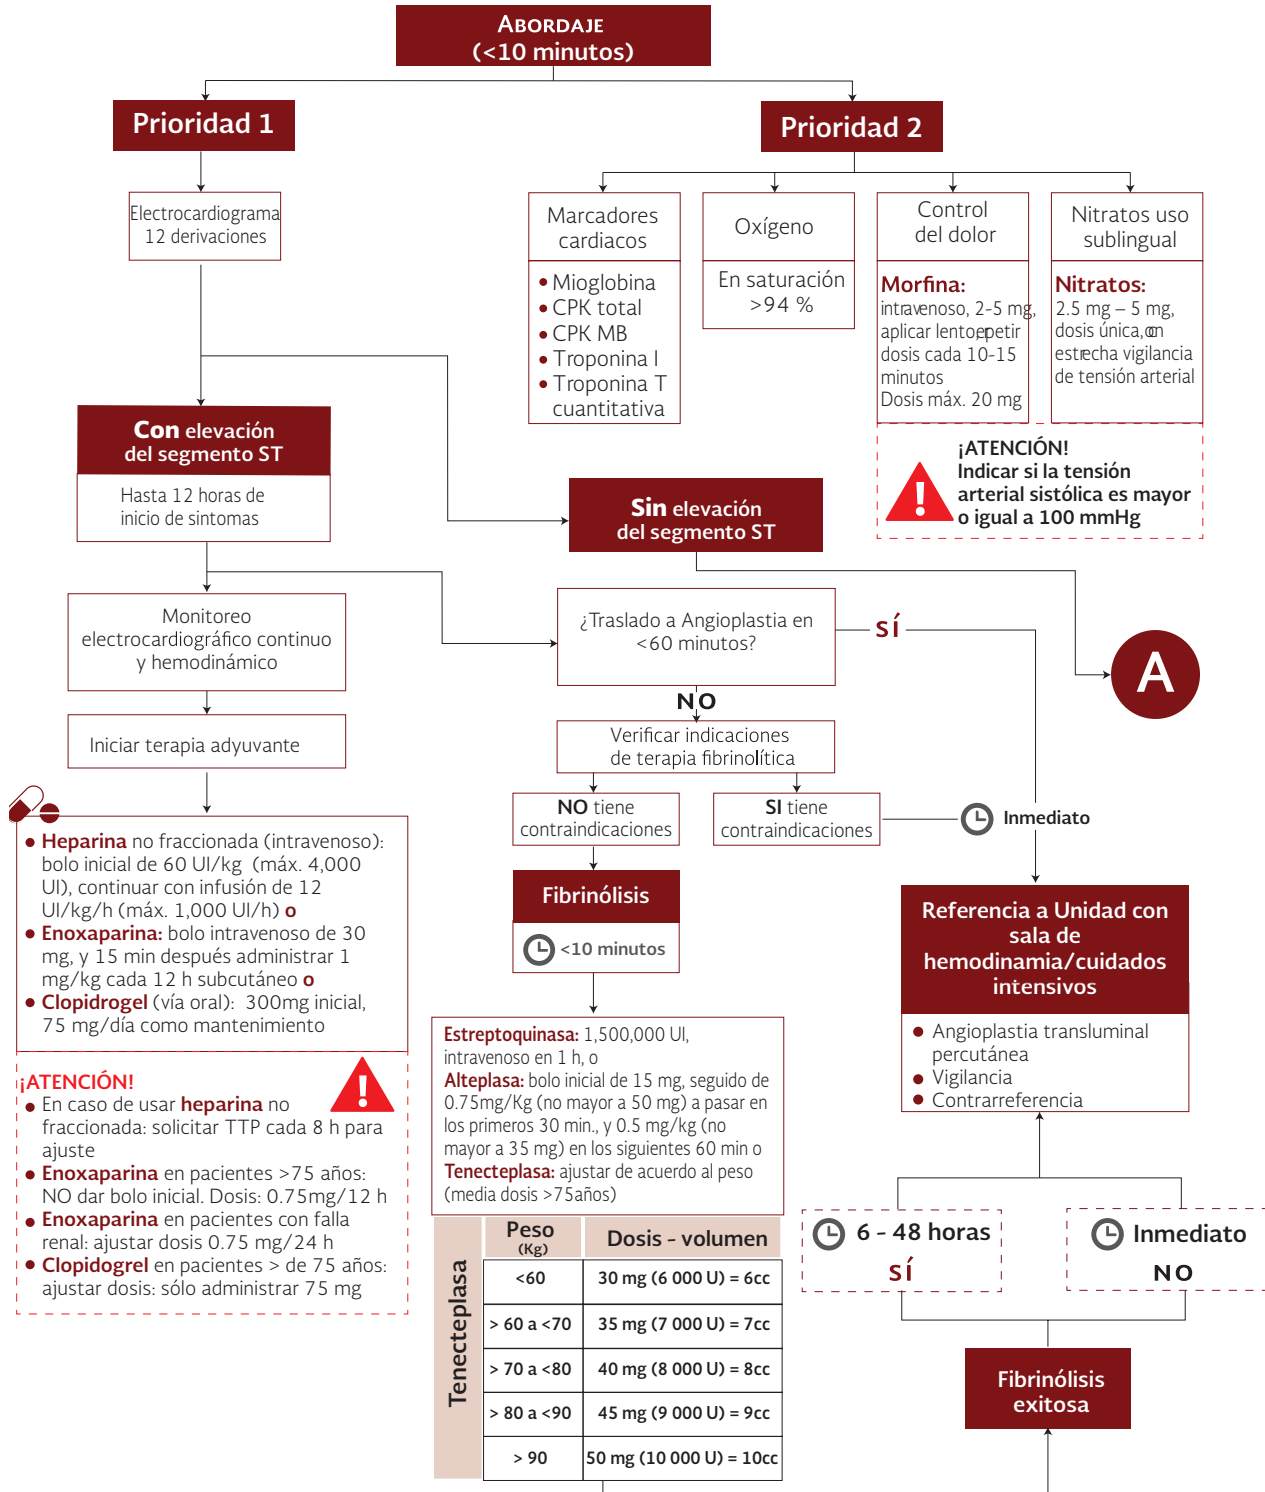 ABORDAJE
(<10 minutos)
Prioridad 1
Prioridad 2
Electrocardiograma
12 derivaciones
Marcadores
cardiacos
• Mioglobina
• CPK total
• CPK MB
• Troponina I
• Troponina T
cuantitativa
Oxígeno
En saturación
>94 %
Control
del dolor
Morfina:
intravenoso, 2-5 mg,
aplicar lento, repetir
dosis cada 10-15
minutos
Dosis máx. 20 mg
Nitratos uso
sublingual
Nitratos:
2.5 mg – 5 mg,
dosis única, con
estrecha vigilancia
de tensión arterial
¡ATENCIÓN!
Indicar si la tensión
arterial sistólica es mayor
o igual a 100 mmHg
Con elevación
del segmento ST
Hasta 12 horas de
inicio de sintomas
Sin elevación
del segmento ST
A
Monitoreo
electrocardiográfico continuo
y hemodinámico
Iniciar terapia adyuvante
¿Traslado a Angioplastia en
<60 minutos?
SÍ
NO
Verificar indicaciones
de terapia fibrinolítica
NO tiene
contraindicaciones
SI tiene
contraindicaciones
Inmediato
• Heparina no fraccionada (intravenoso):
bolo inicial de 60 UI/kg (máx. 4,000
UI), continuar con infusión de 12
UI/kg/h (máx. 1,000 UI/h) o
• Enoxaparina: bolo intravenoso de 30
mg, y 15 min después administrar 1
mg/kg cada 12 h subcutáneo o
• Clopidrogel (vía oral): 300mg inicial,
75 mg/día como mantenimiento
¡ATENCIÓN!
• En caso de usar heparina no
fraccionada: solicitar TTP cada 8 h para
ajuste
• Enoxaparina en pacientes >75 años:
NO dar bolo inicial. Dosis: 0.75mg/12 h
• Enoxaparina en pacientes con falla
renal: ajustar dosis 0.75 mg/24 h
• Clopidogrel en pacientes > de 75 años:
ajustar dosis: sólo administrar 75 mg
Fibrinólisis
<10 minutos
Estreptoquinasa: 1,500,000 UI,
intravenoso en 1 h, o
Alteplasa: bolo inicial de 15 mg, seguido de
0.75mg/Kg (no mayor a 50 mg) a pasar en
los primeros 30 min., y 0.5 mg/kg (no
mayor a 35 mg) en los siguientes 60 min o
Tenecteplasa: ajustar de acuerdo al peso
(media dosis >75años)
Tenecteplasa
Peso
(Kg)
Dosis - volumen
<60
30 mg (6 000 U) = 6cc
> 60 a <70
35 mg (7 000 U) = 7cc
> 70 a <80
40 mg (8 000 U) = 8cc
> 80 a <90
45 mg (9 000 U) = 9cc
> 90
50 mg (10 000 U) = 10cc
Referencia a Unidad con
sala de
hemodinamia/cuidados
intensivos
• Angioplastia transluminal
percutánea
• Vigilancia
• Contrarreferencia
6 - 48 horas
SÍ
Inmediato
NO
Fibrinólisis
exitosa